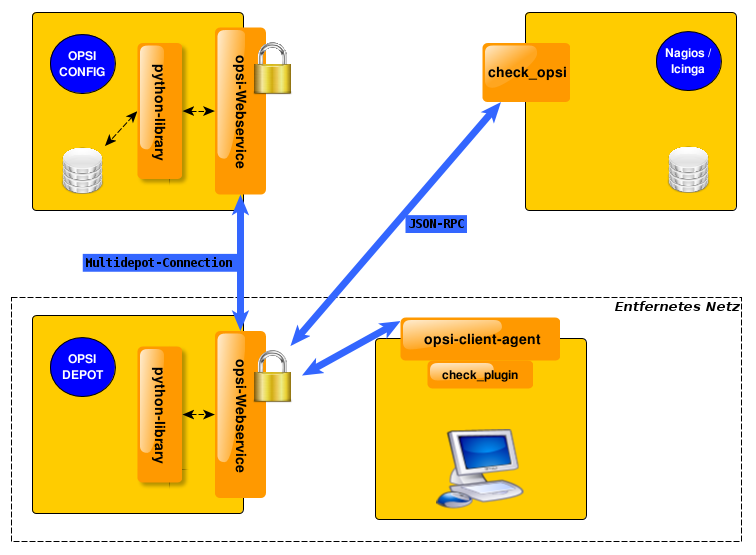 OPSI
CONFIG
python-library
opsi-Webservice
check_opsi
Nagios /
Icinga
JSON-RPC
Multidepot-Connection
Entfernetes Netz
OPSI
DEPOT
python-library
opsi-Webservice
opsi-client-agent
check_plugin